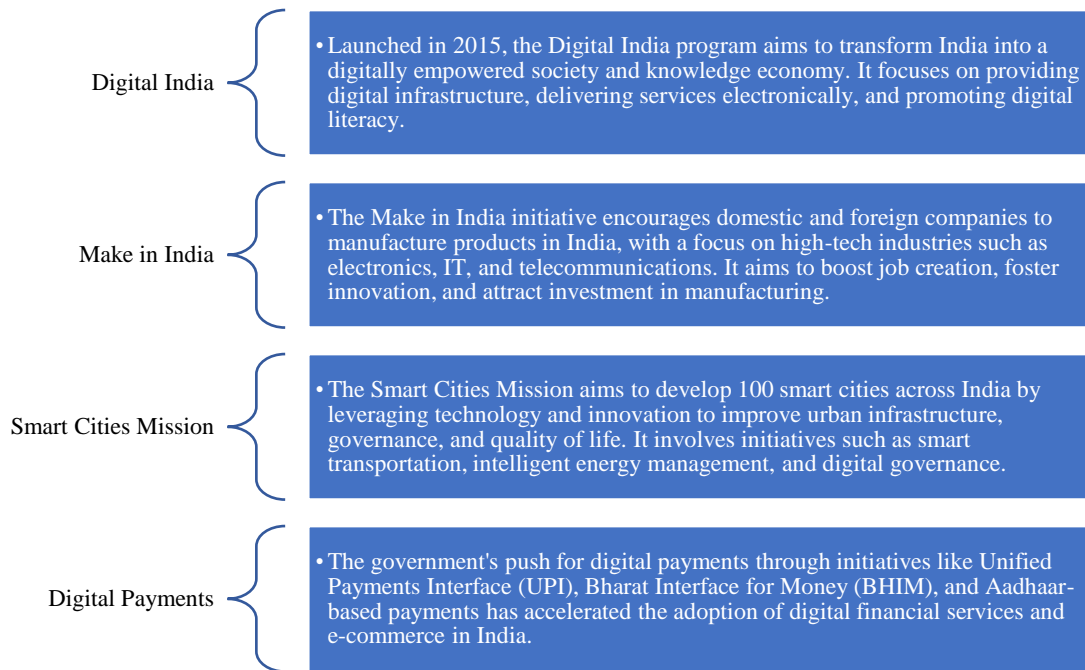 Digital India
• Launched in 2015, the Digital India program aims to transform India into a
digitally empowered society and knowledge economy. It focuses on providing
digital infrastructure, delivering services electronically, and promoting digital
literacy.
Make in India
• The Make in India initiative encourages domestic and foreign companies to
manufacture products in India, with a focus on high-tech industries such as
electronics, IT, and telecommunications. It aims to boost job creation, foster
innovation, and attract investment in manufacturing.
Smart Cities Mission
• The Smart Cities Mission aims to develop 100 smart cities across India by
leveraging technology and innovation to improve urban infrastructure,
governance, and quality of life. It involves initiatives such as smart
transportation, intelligent energy management, and digital governance.
Digital Payments
• The government's push for digital payments through initiatives like Unified
Payments Interface (UPI), Bharat Interface for Money (BHIM), and Aadhaar-
based payments has accelerated the adoption of digital financial services and
e-commerce in India.